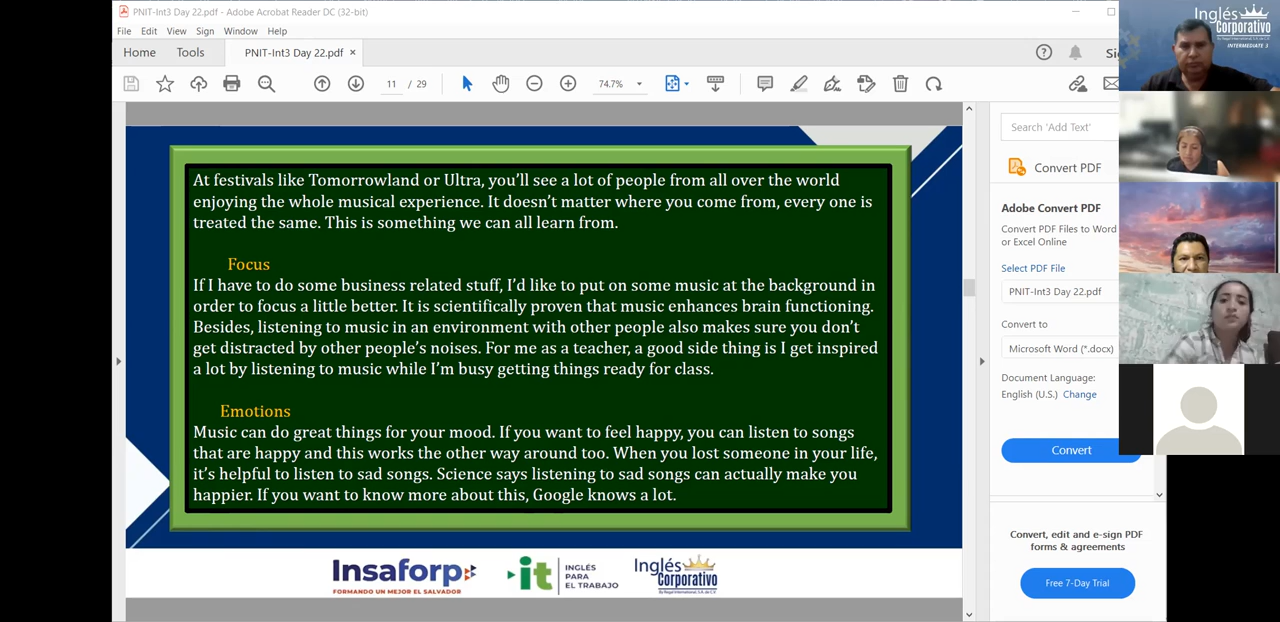 PNIT-Int3 Day 22.pdf - Adobe Acrobat Reader DC (32-bit)
File Edit View Sign Window Help
Home Tools PNIT-Int3 Day 22.pdf ×
11 / 29 74.7%
At festivals like Tomorrowland or Ultra, you'll see a lot of people from all over the world
enjoying the whole musical experience. It doesn't matter where you come from, every one is
treated the same. This is something we can all learn from.
Focus
If I have to do some business related stuff, I'd like to put on some music at the background in
order to focus a little better. It is scientifically proven that music enhances brain functioning.
Besides, listening to music in an environment with other people also makes sure you don't
get distracted by other people's noises. For me as a teacher, a good side thing is I get inspired
a lot by listening to music while I'm busy getting things ready for class.
Emotions
Music can do great things for your mood. If you want to feel happy, you can listen to songs
that are happy and this works the other way around too. When you lost someone in your life,
it's helpful to listen to sad songs. Science says listening to sad songs can actually make you
happier. If you want to know more about this, Google knows a lot.
Insaforp
FORMANDO UN MEJOR EL SALVADOR
it
INGLÉS
PARA
EL TRABAJO
Inglés
Corporativo
By Regal International, S.A. de C.V.
Search 'Add Text'
Convert PDF
Adobe Convert PDF
Convert PDF Files to Word
or Excel Online
Select PDF File
PNIT-Int3 Day 22.pdf
Convert to
Microsoft Word (*.docx)
Document Language:
English (U.S.) Change
Convert
Convert, edit and e-sign PDF
forms & agreements
Free 7-Day Trial
Inglés
Corporativo
INTERMEDIATE 3